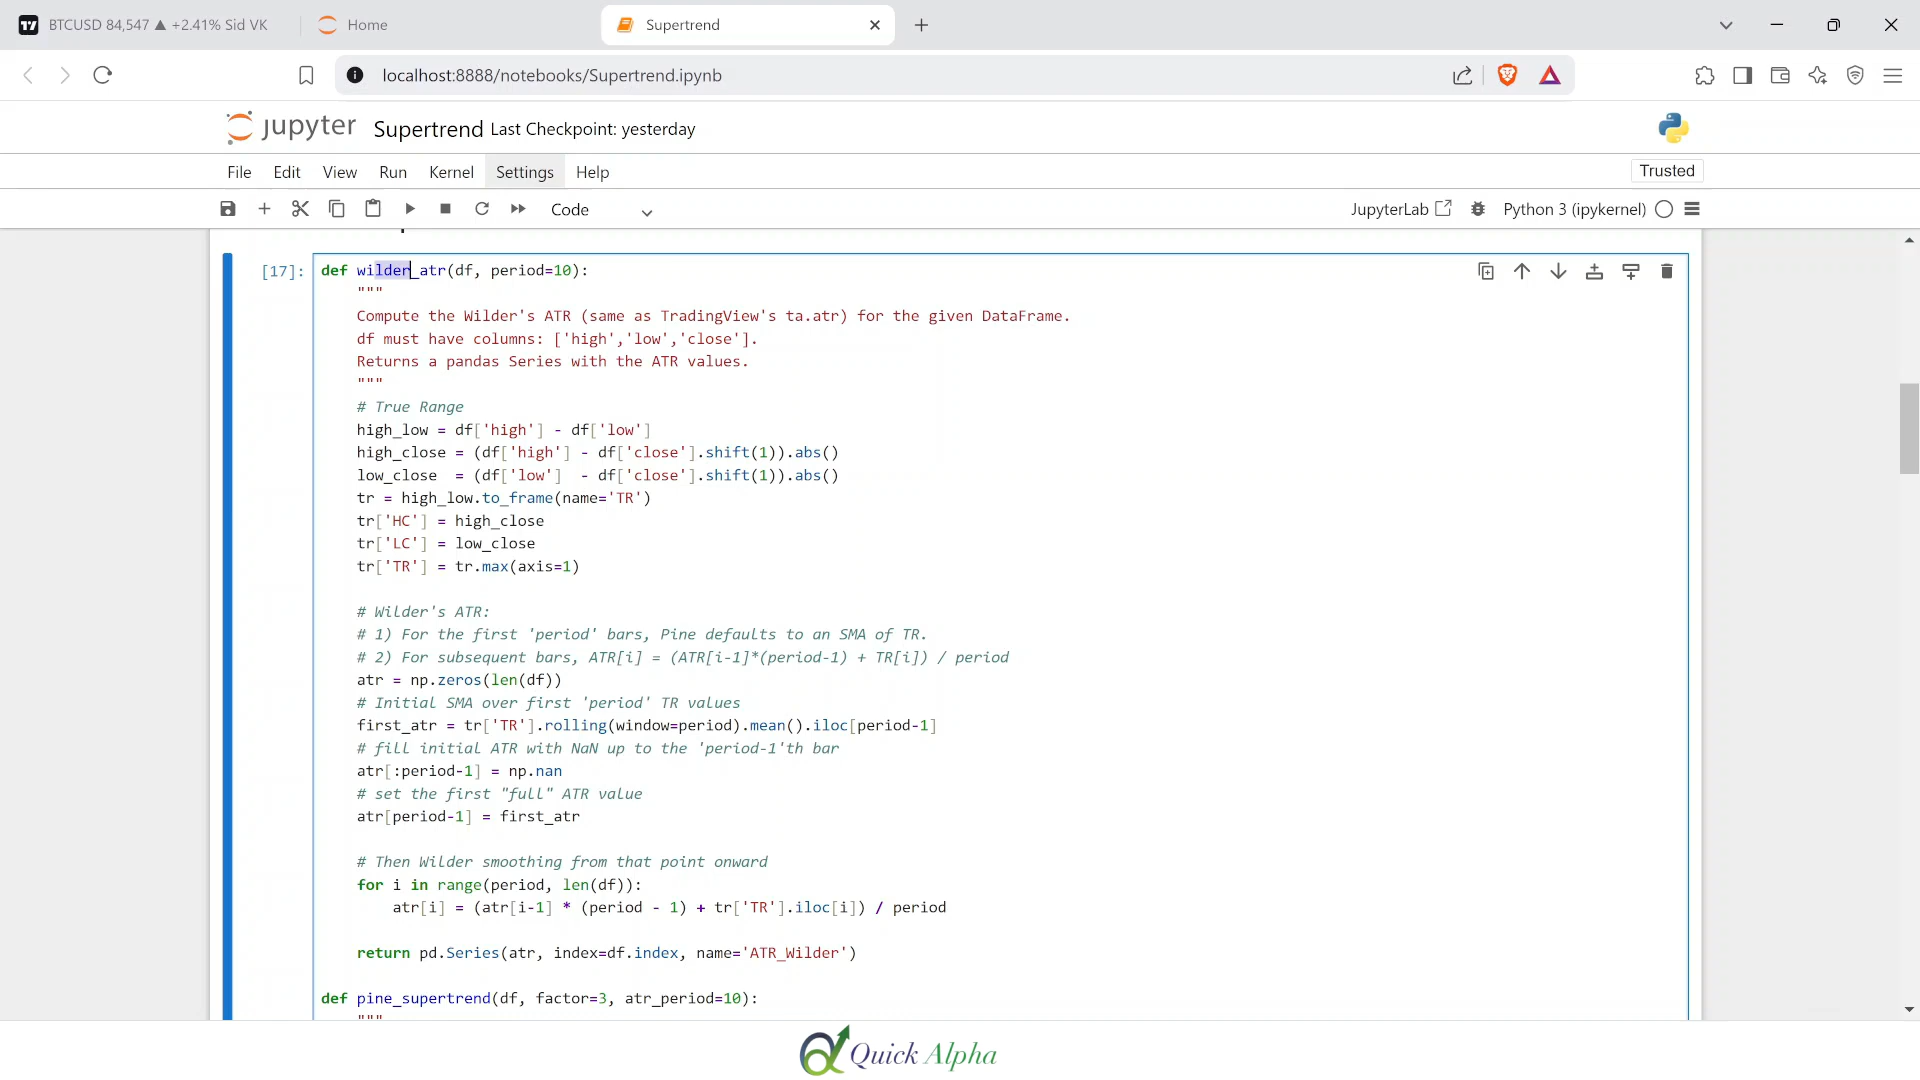 BTCUSD 84,547 ▲ +2.41% Sid VK
Home
Supertrend
localhost:8888/notebooks/Supertrend.ipynb
jupyter Supertrend Last Checkpoint: yesterday
File Edit View Run Kernel Settings Help
Trusted
Code
JupyterLab
Python 3 (ipykernel)
[17]:
def wilder_atr(df, period=10):
    """
    Compute the Wilder's ATR (same as TradingView's ta.atr) for the given DataFrame.
    df must have columns: ['high','low','close'].
    Returns a pandas Series with the ATR values.
    """
    # True Range
    high_low = df['high'] - df['low']
    high_close = (df['high'] - df['close'].shift(1)).abs()
    low_close  = (df['low']  - df['close'].shift(1)).abs()
    tr = high_low.to_frame(name='TR')
    tr['HC'] = high_close
    tr['LC'] = low_close
    tr['TR'] = tr.max(axis=1)
    # Wilder's ATR:
    # 1) For the first 'period' bars, Pine defaults to an SMA of TR.
    # 2) For subsequent bars, ATR[i] = (ATR[i-1]*(period-1) + TR[i]) / period
    atr = np.zeros(len(df))
    # Initial SMA over first 'period' TR values
    first_atr = tr['TR'].rolling(window=period).mean().iloc[period-1]
    # fill initial ATR with NaN up to the 'period-1'th bar
    atr[:period-1] = np.nan
    # set the first "full" ATR value
    atr[period-1] = first_atr
    # Then Wilder smoothing from that point onward
    for i in range(period, len(df)):
        atr[i] = (atr[i-1] * (period - 1) + tr['TR'].iloc[i]) / period
    return pd.Series(atr, index=df.index, name='ATR_Wilder')
def pine_supertrend(df, factor=3, atr_period=10):
    """
Quick Alpha